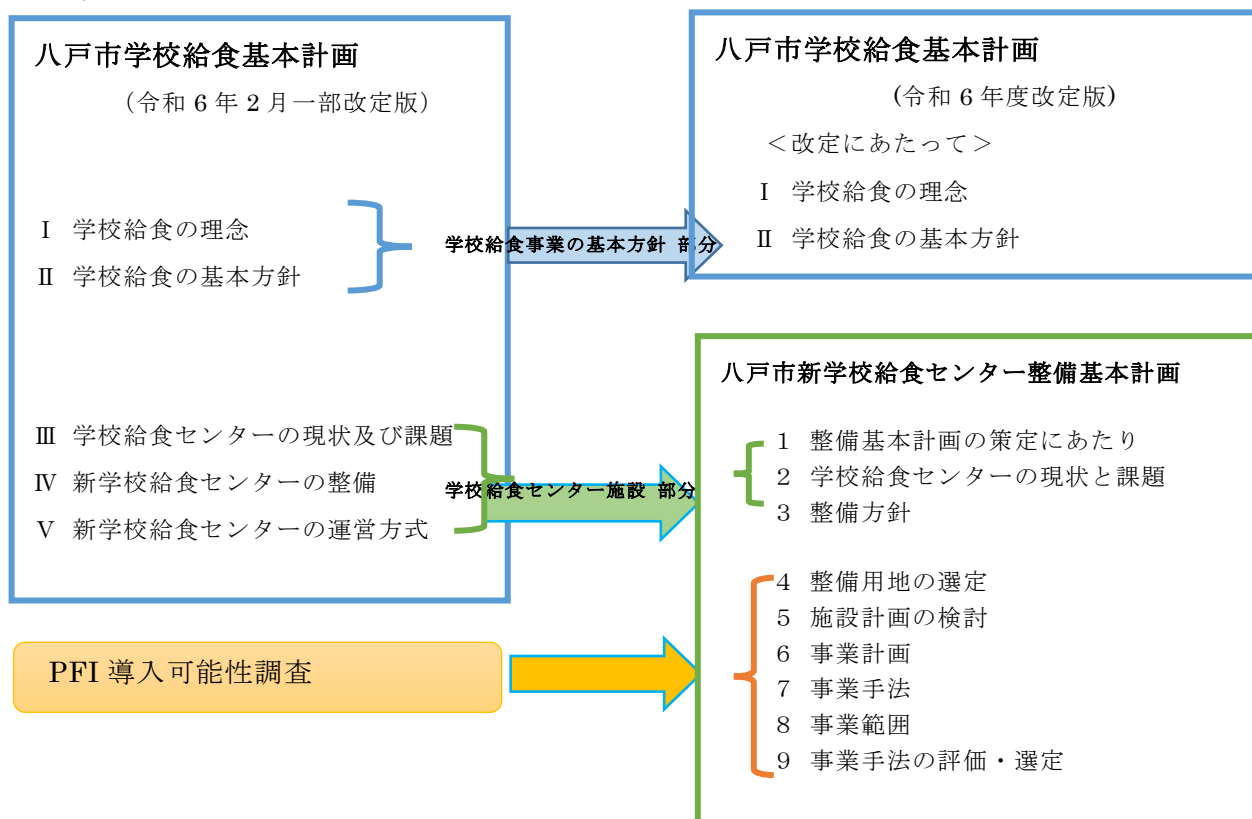 八戸市学校給食基本計画
（令和 6 年 2 月一部改定版）
Ⅰ 学校給食の理念
Ⅱ 学校給食の基本方針
Ⅲ 学校給食センターの現状及び課題
Ⅳ 新学校給食センターの整備
Ⅴ 新学校給食センターの運営方式
PFI 導入可能性調査
学校給食事業の基本方針 部分
学校給食センター施設 部分
八戸市学校給食基本計画
(令和 6 年度改定版)
＜改定にあたって＞
Ⅰ 学校給食の理念
Ⅱ 学校給食の基本方針
八戸市新学校給食センター整備基本計画
１ 整備基本計画の策定にあたり
２ 学校給食センターの現状と課題
３ 整備方針
４ 整備用地の選定
５ 施設計画の検討
６ 事業計画
７ 事業手法
８ 事業範囲
９ 事業手法の評価・選定